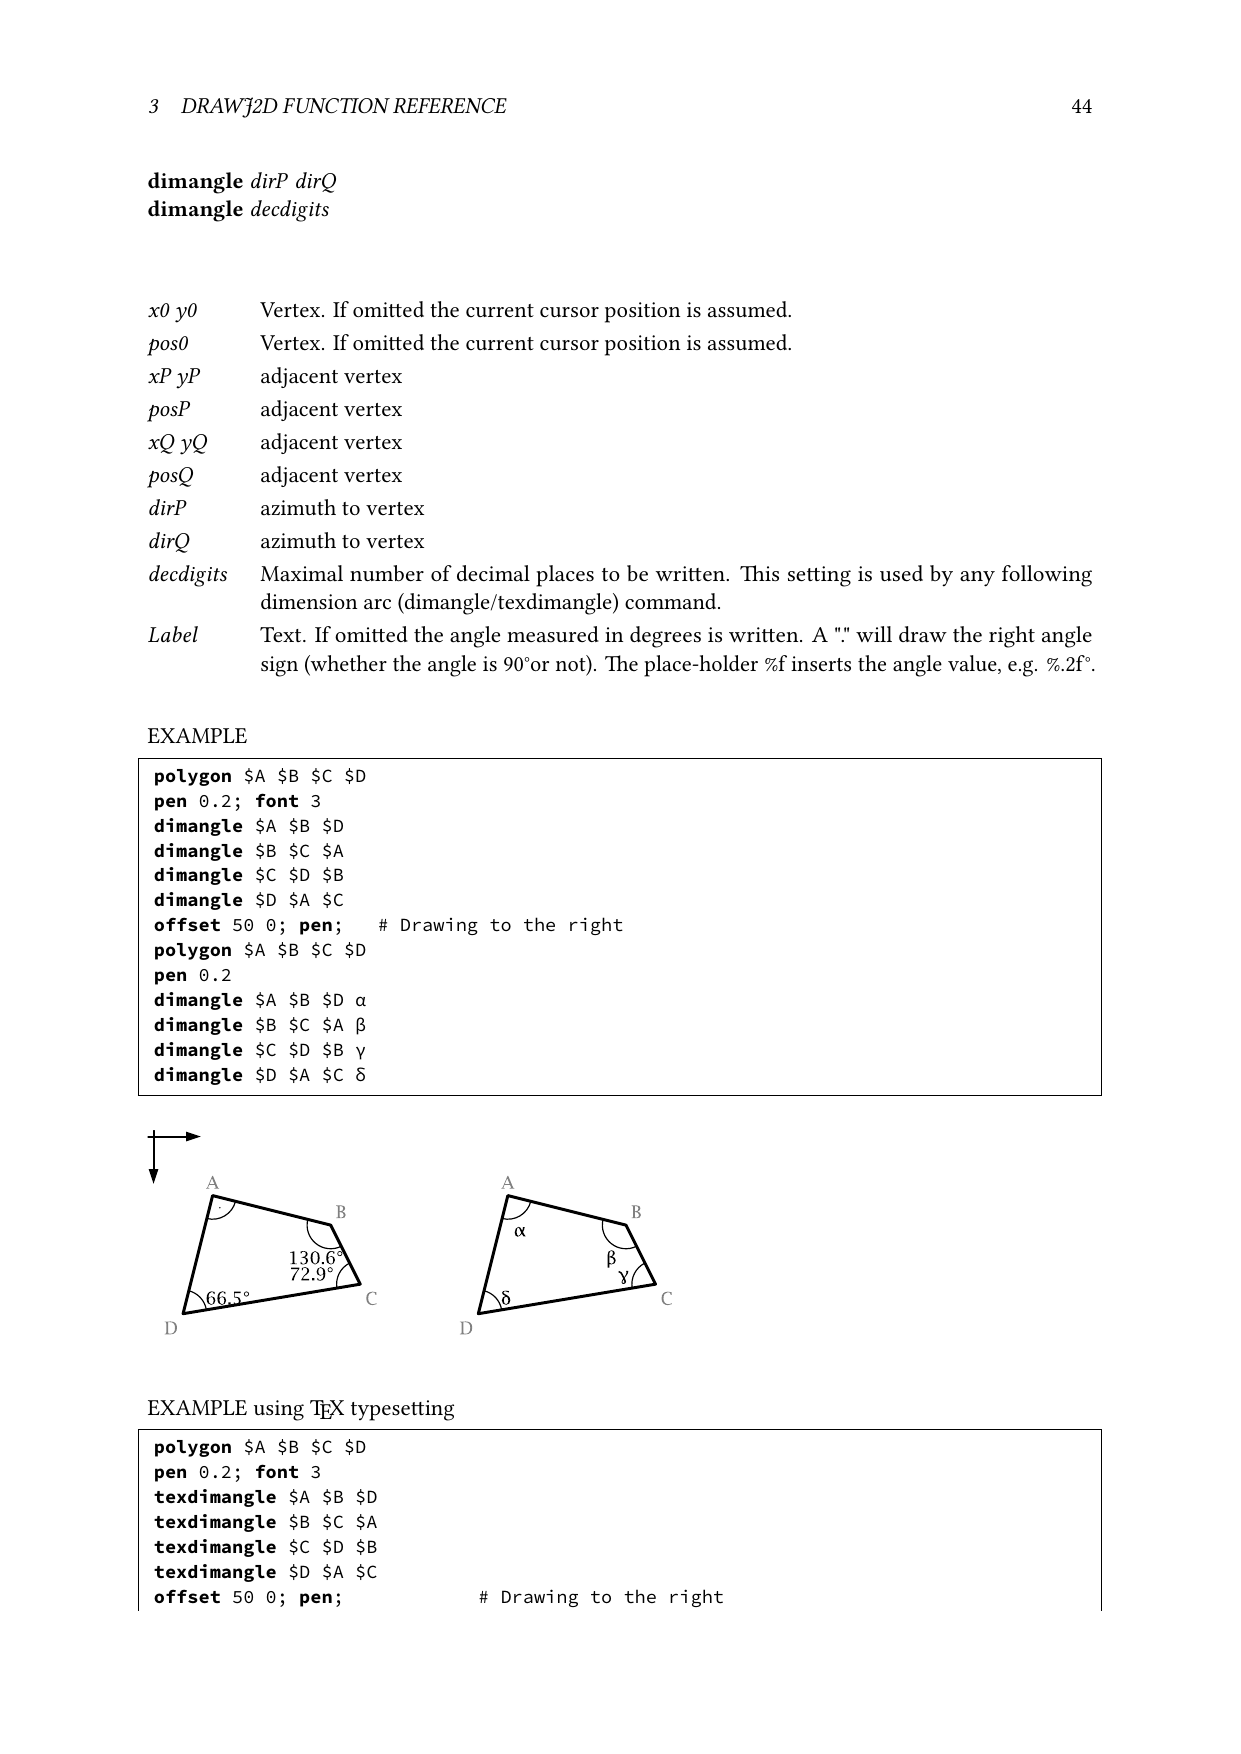 3 DRAWJ2D FUNCTION REFERENCE 44
dimangle dirP dirQ
dimangle decdigits
x0 y0 Vertex. If omitted the current cursor position is assumed.
pos0 Vertex. If omitted the current cursor position is assumed.
xP yP adjacent vertex
posP adjacent vertex
xQ yQ adjacent vertex
posQ adjacent vertex
dirP azimuth to vertex
dirQ azimuth to vertex
decdigits Maximal number of decimal places to be written. This setting is used by any following
dimension arc (dimangle/texdimangle) command.
Label Text. If omitted the angle measured in degrees is written. A "." will draw the right angle
sign (whether the angle is 90°or not). The place-holder %f inserts the angle value, e.g. %.2f°.
EXAMPLE
polygon $A $B $C $D
pen 0.2; font 3
dimangle $A $B $D
dimangle $B $C $A
dimangle $C $D $B
dimangle $D $A $C
offset 50 0; pen; # Drawing to the right
polygon $A $B $C $D
pen 0.2
dimangle $A $B $D α
dimangle $B $C $A β
dimangle $C $D $B γ
dimangle $D $A $C δ
A A
B B
α
130.6° β
72.9° γ
66.5° C δ C
D D
EXAMPLE using TEX typesetting
polygon $A $B $C $D
pen 0.2; font 3
texdimangle $A $B $D
texdimangle $B $C $A
texdimangle $C $D $B
texdimangle $D $A $C
offset 50 0; pen; # Drawing to the right